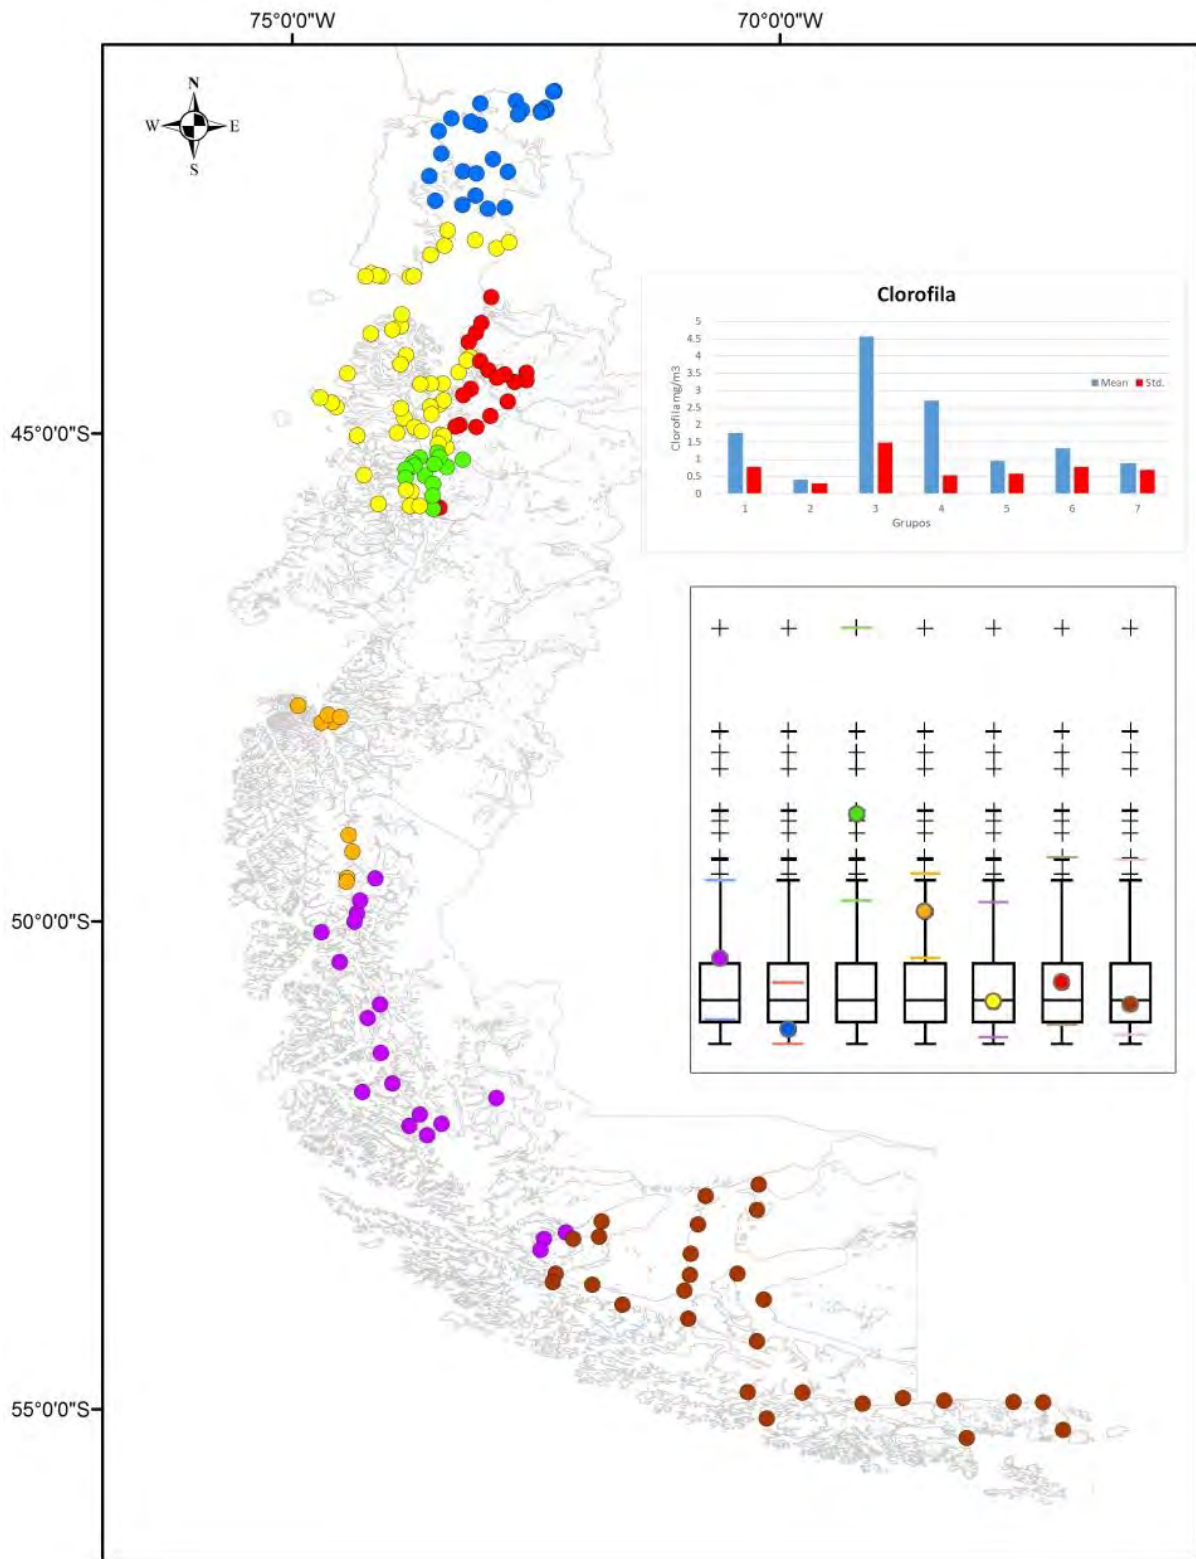 75°0'0"W 70°0'0"W
N
W E
S
Clorofila
5
4.5
4
3.5
3
2.5
2
1.5
1
0.5
0
Clorofila mg/m3
Mean Std.
1 2 3 4 5 6 7
Grupos
45°0'0"S
50°0'0"S
55°0'0"S